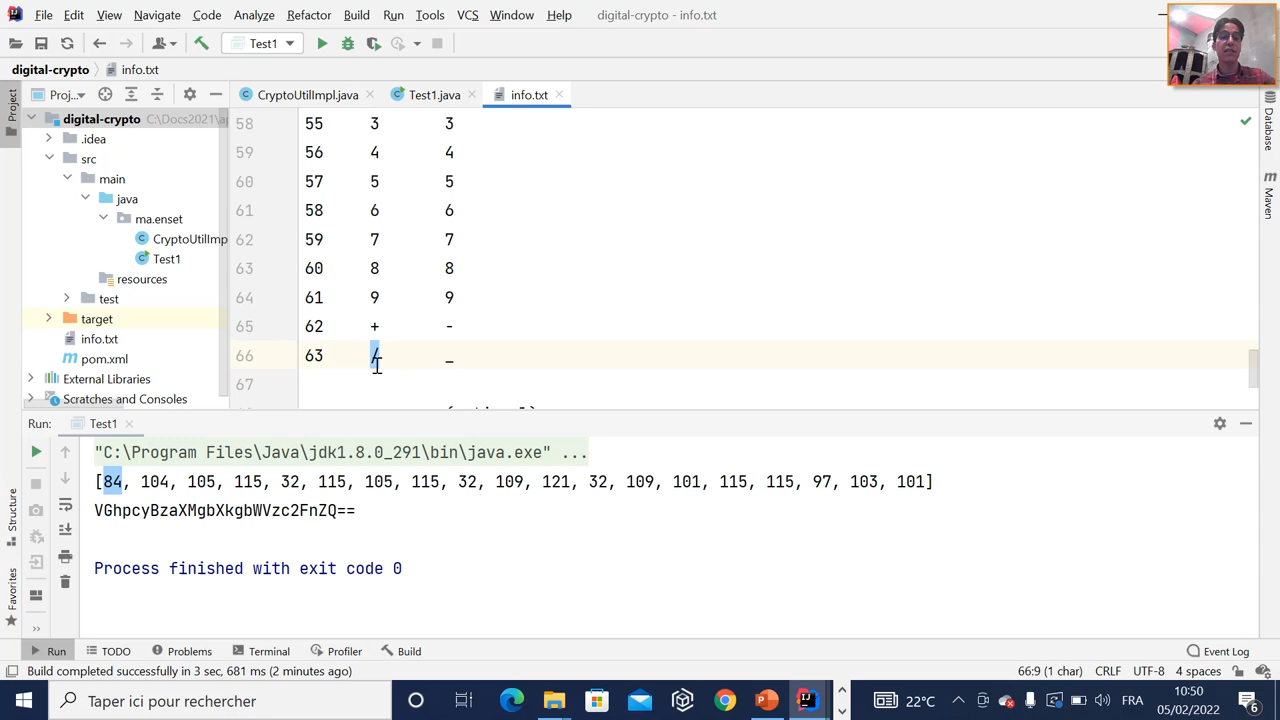 File Edit View Navigate Code Analyze Refactor Build Run Tools VCS Window Help digital-crypto - info.txt
Test1
digital-crypto info.txt
Project
Proj... CryptoUtilImpl.java Test1.java info.txt
Database
Maven
digital-crypto C:\Docs2021\a
.idea
src
main
java
ma.enset
CryptoUtilImp
Test1
resources
test
target
info.txt
pom.xml
External Libraries
Scratches and Consoles
58 55 3 3
59 56 4 4
60 57 5 5
61 58 6 6
62 59 7 7
63 60 8 8
64 61 9 9
65 62 + -
66 63 / _
67
Run: Test1
"C:\Program Files\Java\jdk1.8.0_291\bin\java.exe" ...
[84, 104, 105, 115, 32, 115, 105, 115, 32, 109, 121, 32, 109, 101, 115, 115, 97, 103, 101]
VGhpcyBzaXMgbXkgbWVzc2FnZQ==
Process finished with exit code 0
Structure
Favorites
Run TODO Problems Terminal Profiler Build Event Log
Build completed successfully in 3 sec, 681 ms (2 minutes ago) 66:9 (1 char) CRLF UTF-8 4 spaces
Taper ici pour rechercher 22°C FRA 10:50
05/02/2022 6